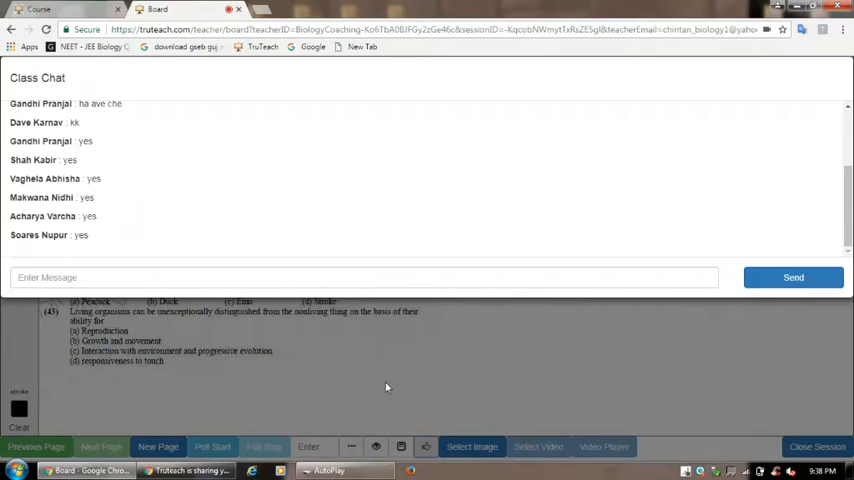 Course
Board
https://truteach.com/teacher/board?teacherID=BiologyCoaching-Ko6TbA0BJFGy2zGe46c&sessionID=-KqcobNWmytTxRsZESgl&teacherEmail=chintan_biology1@yaho
Apps NEET - JEE Biology Q download gseb guj TruTeach Google New Tab
Class Chat
Gandhi Pranjal : ha ave che
Dave Karnav : kk
Gandhi Pranjal : yes
Shah Kabir : yes
Vaghela Abhisha : yes
Makwana Nidhi : yes
Acharya Varcha : yes
Soares Nupur : yes
Enter Message Send
(a) Peacock (b) Duck (c) Emu (d) Stroke
(43) Living organisms can be unexceptionally distinguished from the nonliving thing on the basis of their
ability for
(a) Reproduction
(b) Growth and movement
(c) Interaction with environment and progressive evolution
(d) responsiveness to touch
stroke
Clear
Previous Page Next Page New Page Poll Start Poll Stop Enter Select Image Select Video Video Player Close Session
Board - Google Chro... Truteach is sharing y... AutoPlay 9:38 PM